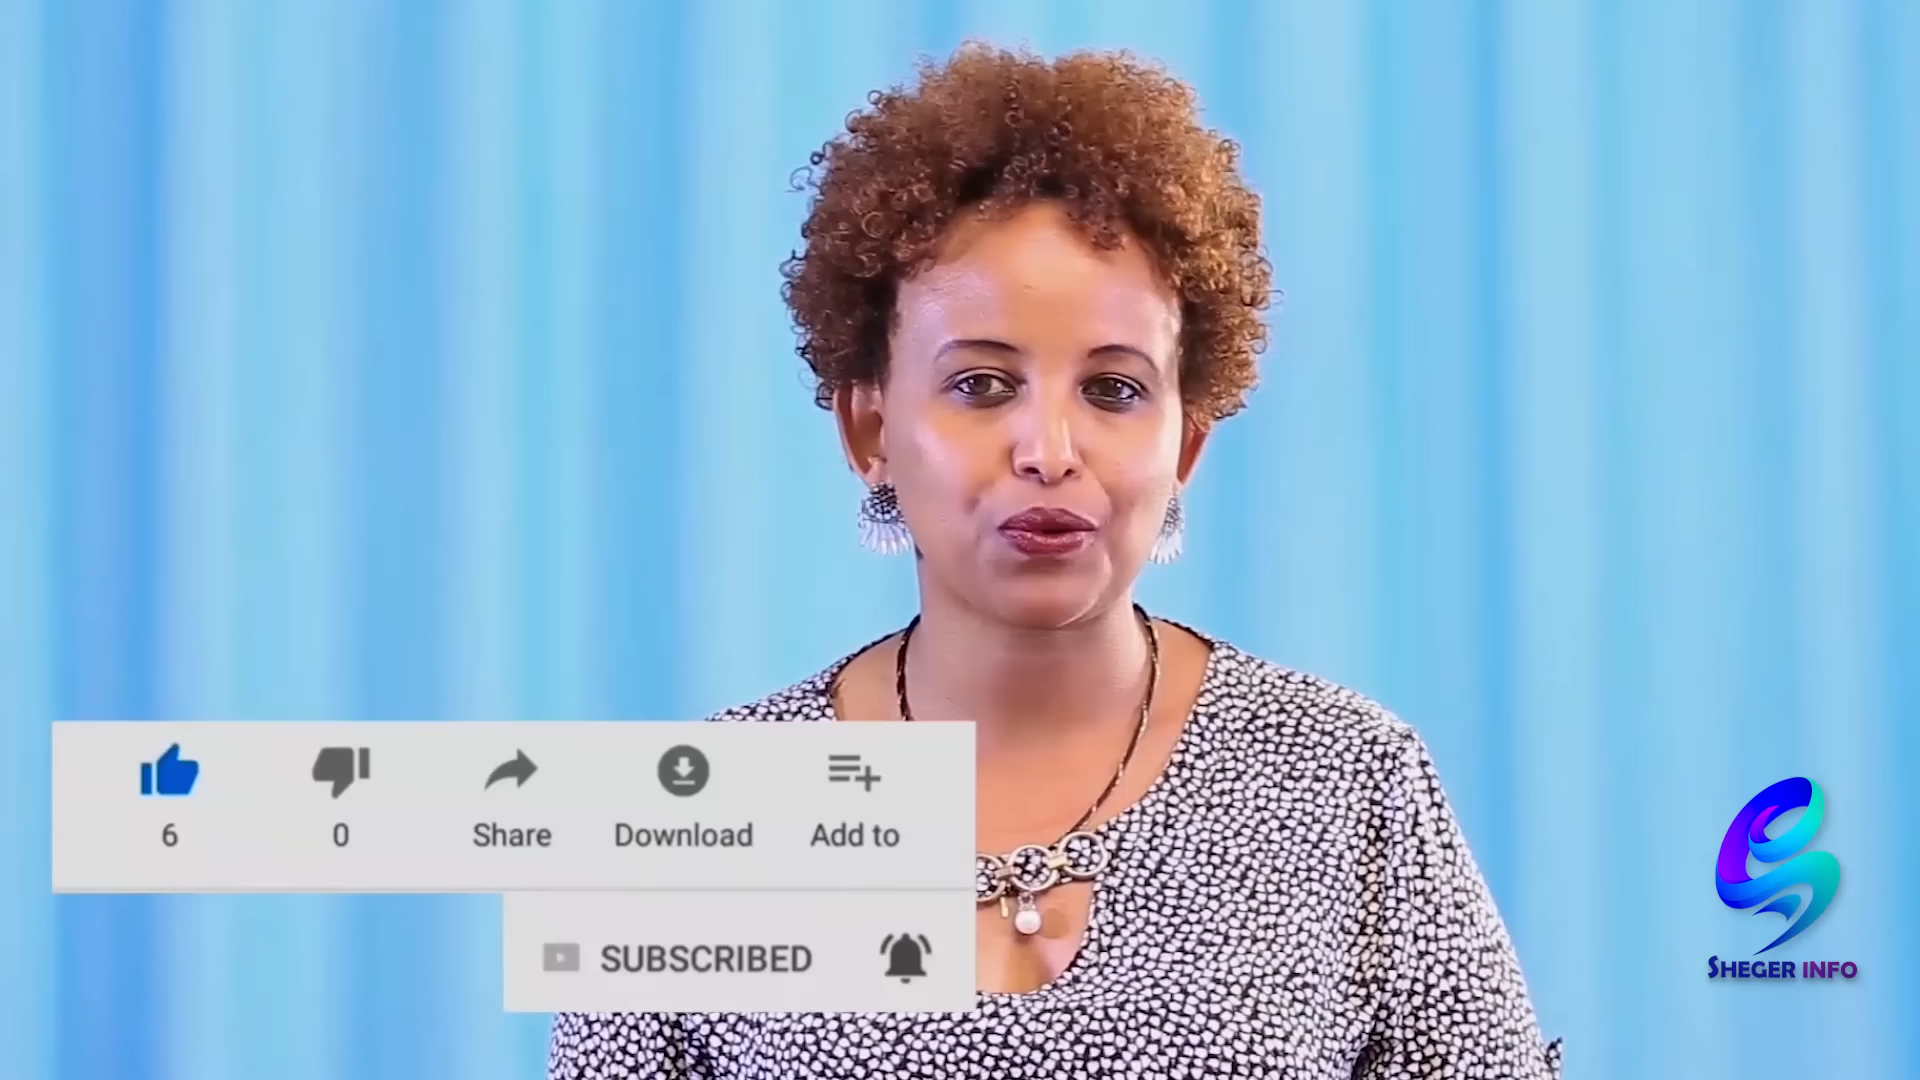 6
0
Share
Download
Add to
SUBSCRIBED
SHEGER INFO